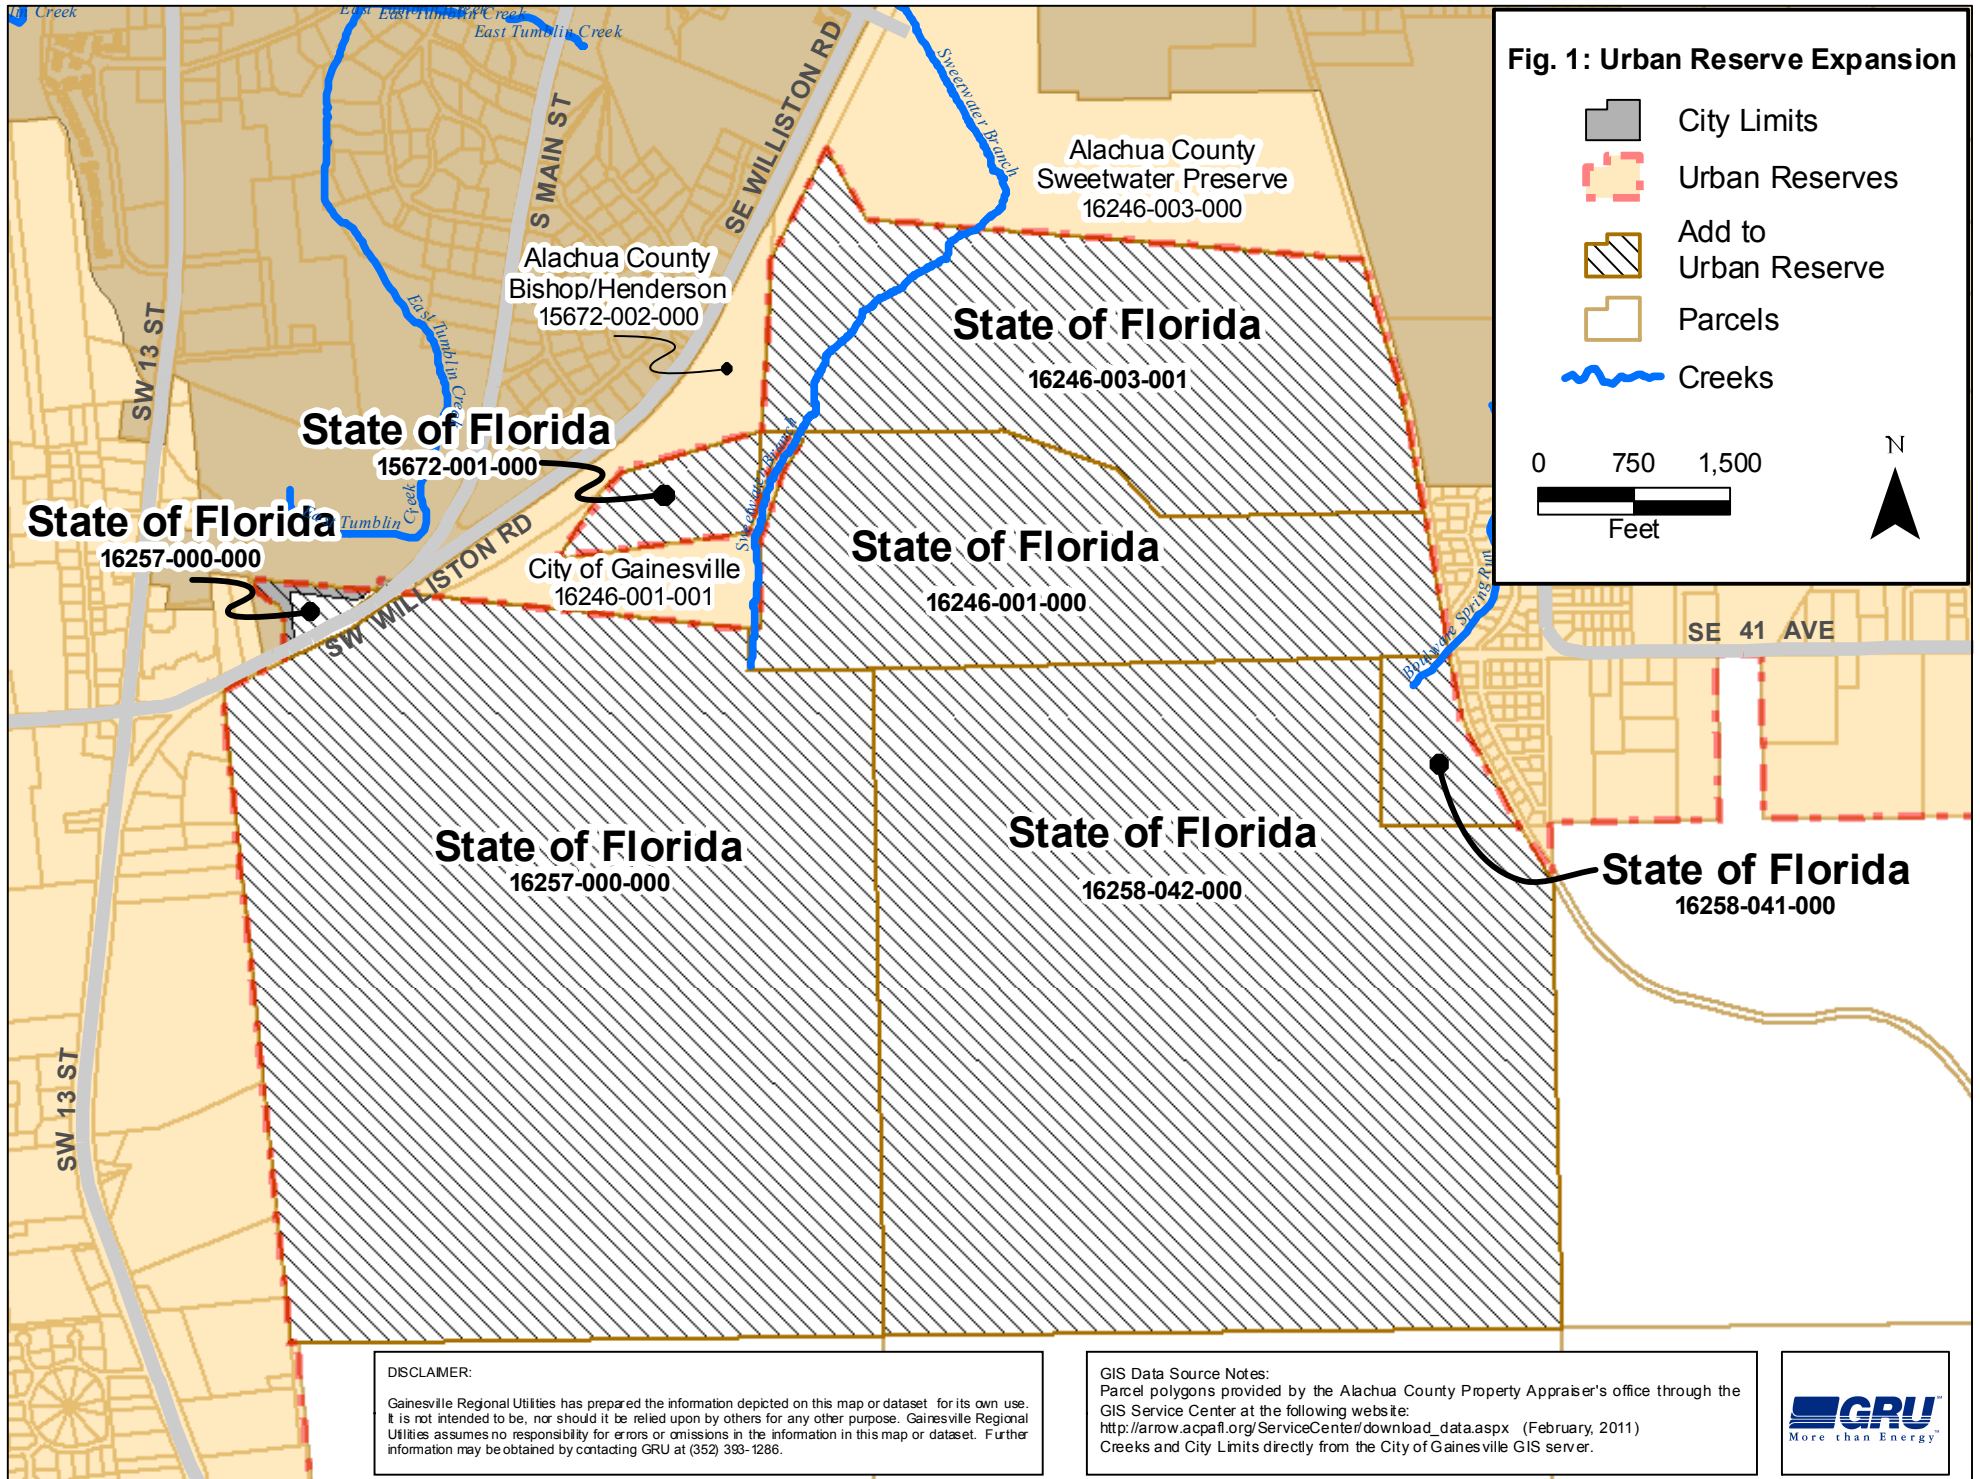 in Creek
East Tumblin Creek
East Tumblin Creek
Sweetwater Branch
Fig. 1: Urban Reserve Expansion
City Limits
Urban Reserves
Add to
Urban Reserve
Parcels
Creeks
0 750 1,500
Feet
N
S MAIN ST
SE WILLISTON RD
Alachua County
Sweetwater Preserve
16246-003-000
Alachua County
Bishop/Henderson
15672-002-000
SW 13 ST
East Tumblin Creek
State of Florida
16246-003-001
State of Florida
15672-001-000
Sweetwater Branch
State of Florida
16257-000-000
East Tumblin Creek
SW WILLISTON RD
City of Gainesville
16246-001-001
State of Florida
16246-001-000
Boulware Spring Run
SE 41 AVE
State of Florida
16257-000-000
State of Florida
16258-042-000
State of Florida
16258-041-000
SW 13 ST
DISCLAIMER:
Gainesville Regional Utilities has prepared the information depicted on this map or dataset for its own use.
It is not intended to be, nor should it be relied upon by others for any other purpose. Gainesville Regional
Utilities assumes no responsibility for errors or omissions in the information in this map or dataset. Further
information may be obtained by contacting GRU at (352) 393-1286.
GIS Data Source Notes:
Parcel polygons provided by the Alachua County Property Appraiser's office through the
GIS Service Center at the following website:
http://arrow.acpafl.org/ServiceCenter/download_data.aspx (February, 2011)
Creeks and City Limits directly from the City of Gainesville GIS server.
GRU™
More than Energy™